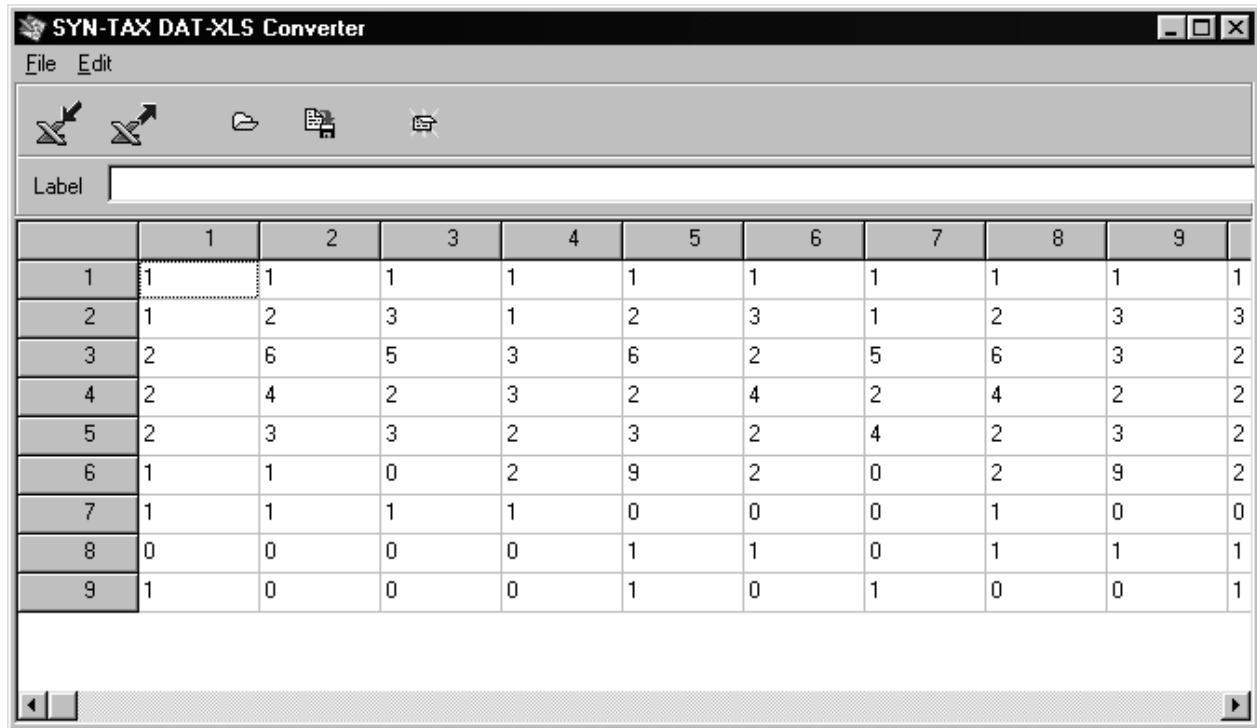 SYN-TAX DAT-XLS Converter
File Edit
Label
1 2 3 4 5 6 7 8 9
1 1 1 1 1 1 1 1 1 1 1
2 1 2 3 1 2 3 1 2 3 3
3 2 6 5 3 6 2 5 6 3 2
4 2 4 2 3 2 4 2 4 2 2
5 2 3 3 2 3 2 4 2 3 2
6 1 1 0 2 9 2 0 2 9 2
7 1 1 1 1 0 0 0 1 0 0
8 0 0 0 0 1 1 0 1 1 1
9 1 0 0 0 1 0 1 0 0 1